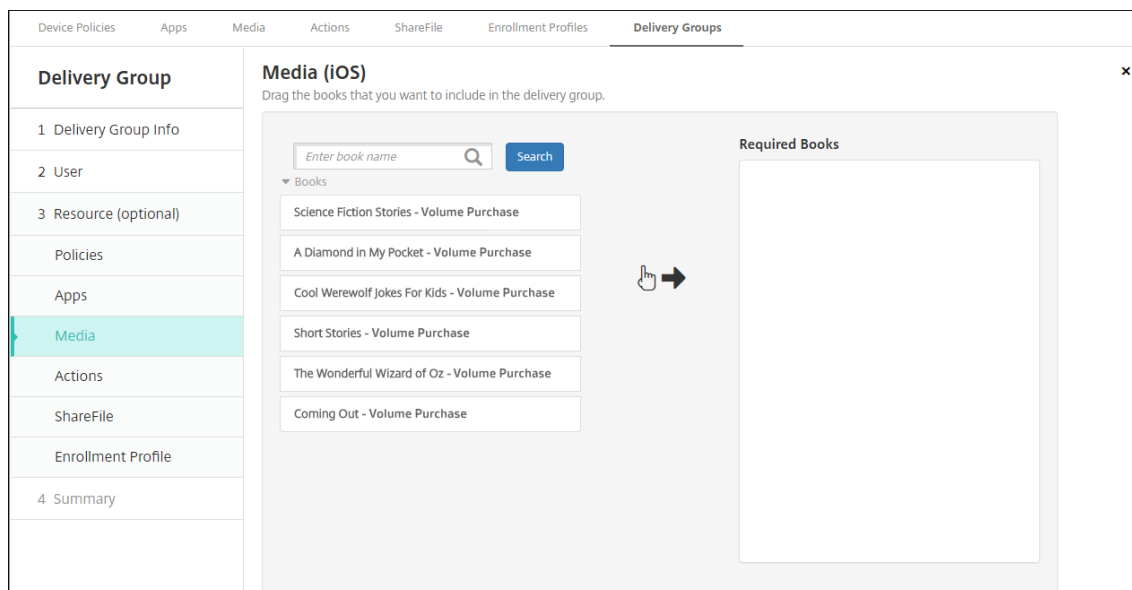 Device Policies Apps Media Actions ShareFile Enrollment Profiles Delivery Groups
Delivery Group
1 Delivery Group Info
2 User
3 Resource (optional)
Policies
Apps
Media
Actions
ShareFile
Enrollment Profile
4 Summary
Media (iOS)
×
Drag the books that you want to include in the delivery group.
Enter book name
Search
Books
Science Fiction Stories - Volume Purchase
A Diamond in My Pocket - Volume Purchase
Cool Werewolf Jokes For Kids - Volume Purchase
Short Stories - Volume Purchase
The Wonderful Wizard of Oz - Volume Purchase
Coming Out - Volume Purchase
Required Books